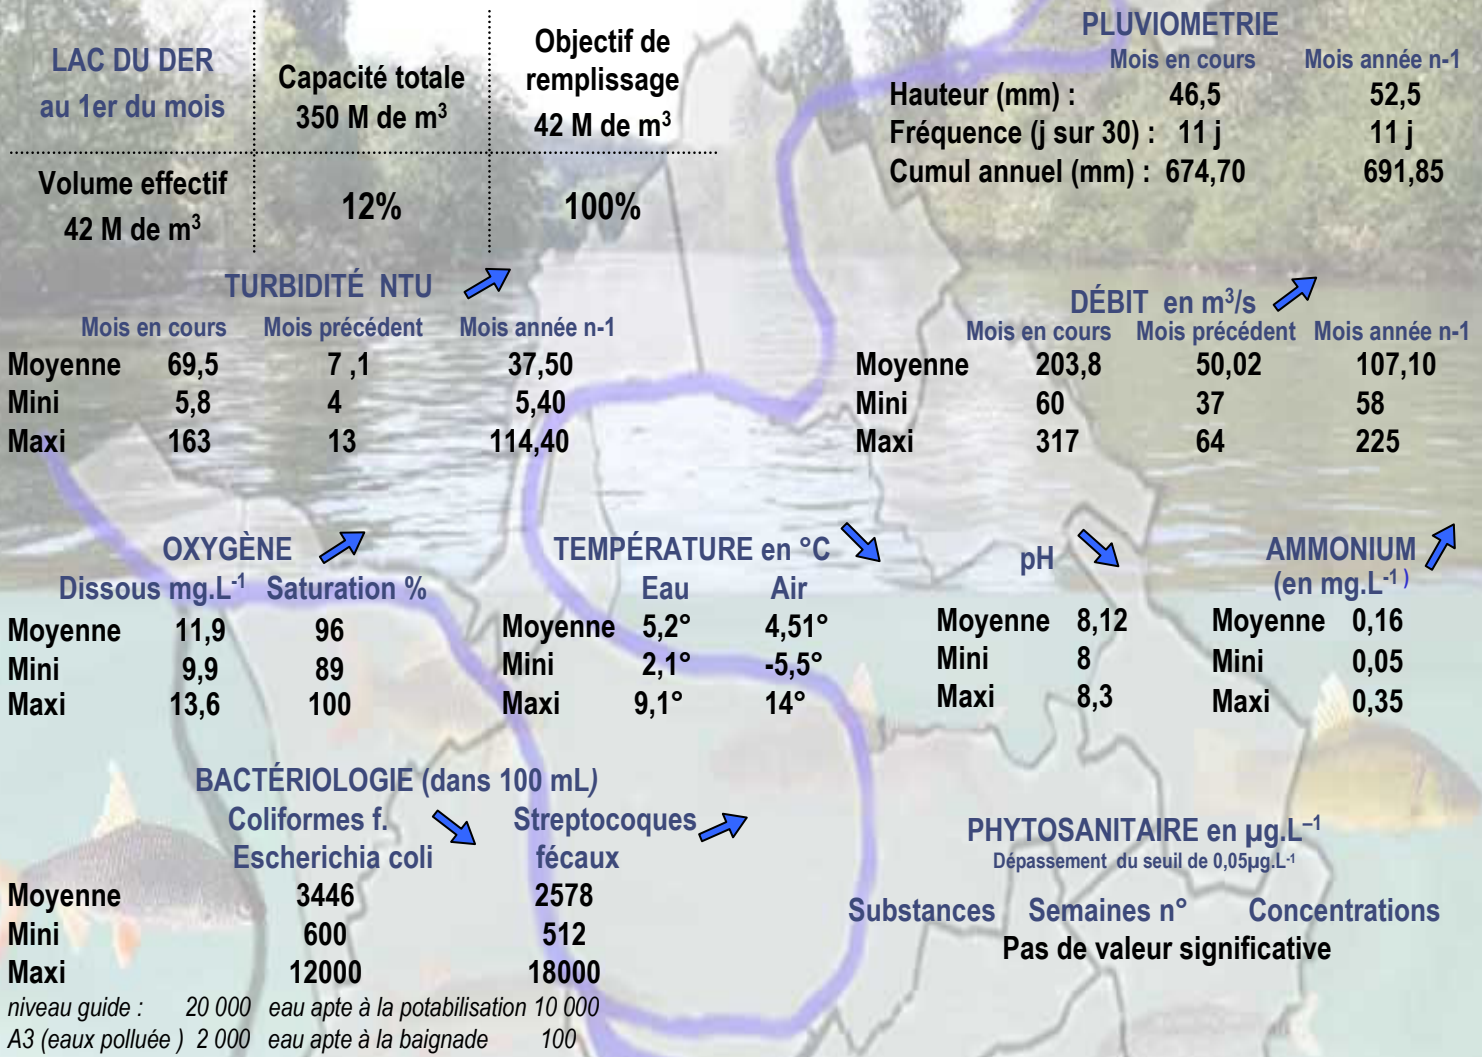 LAC DU DER
au 1er du mois
Capacité totale
350 M de m³
Objectif de
remplissage
42 M de m³
Volume effectif
42 M de m³
12%
100%
PLUVIOMETRIE
Mois en cours Mois année n-1
Hauteur (mm) : 46,5 52,5
Fréquence (j sur 30) : 11 j 11 j
Cumul annuel (mm) : 674,70 691,85
TURBIDITÉ NTU
Mois en cours Mois précédent Mois année n-1
Moyenne 69,5 7 ,1 37,50
Mini 5,8 4 5,40
Maxi 163 13 114,40
DÉBIT en m³/s
Mois en cours Mois précédent Mois année n-1
Moyenne 203,8 50,02 107,10
Mini 60 37 58
Maxi 317 64 225
OXYGÈNE
Dissous mg.L⁻¹ Saturation %
Moyenne 11,9 96
Mini 9,9 89
Maxi 13,6 100
TEMPÉRATURE en °C
Eau Air
Moyenne 5,2° 4,51°
Mini 2,1° -5,5°
Maxi 9,1° 14°
pH
Moyenne 8,12
Mini 8
Maxi 8,3
AMMONIUM
(en mg.L⁻¹ )
Moyenne 0,16
Mini 0,05
Maxi 0,35
BACTÉRIOLOGIE (dans 100 mL)
Coliformes f. Streptocoques
Escherichia coli fécaux
Moyenne 3446 2578
Mini 600 512
Maxi 12000 18000
niveau guide : 20 000 eau apte à la potabilisation 10 000
A3 (eaux polluée ) 2 000 eau apte à la baignade 100
PHYTOSANITAIRE en µg.L⁻¹
Dépassement du seuil de 0,05µg.L⁻¹
Substances Semaines n° Concentrations
Pas de valeur significative